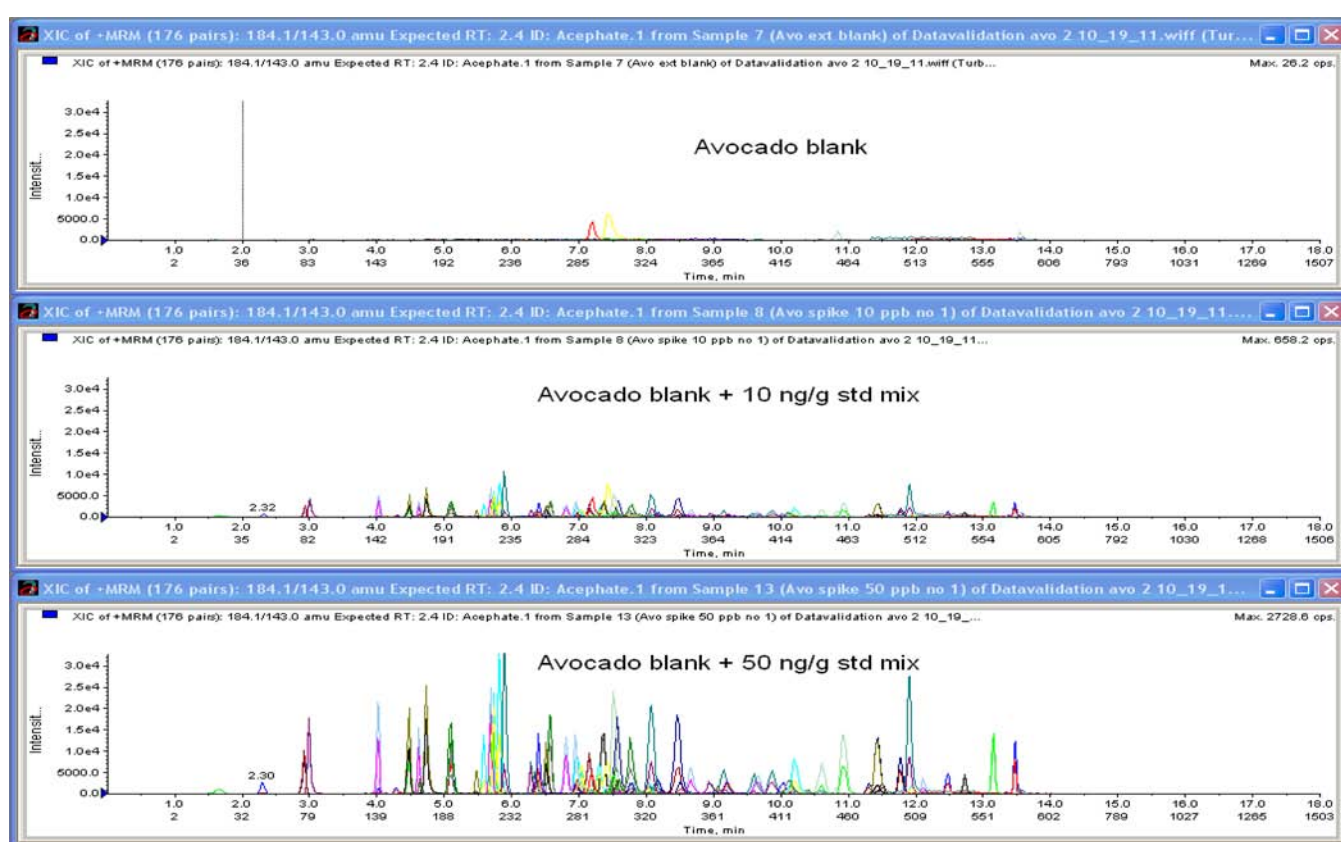 XIC of +MRM (176 pairs): 184.1/143.0 amu Expected RT: 2.4 ID: Acephate.1 from Sample 7 (Avo ext blank) of Datavalidation avo 2 10_19_11.wiff (Tur...
XIC of +MRM (176 pairs): 184.1/143.0 amu Expected RT: 2.4 ID: Acephate.1 from Sample 7 (Avo ext blank) of Datavalidation avo 2 10_19_11.wiff (Turb... Max. 26.2 cps.
Avocado blank
Intensit...
3.0e4
2.5e4
2.0e4
1.5e4
1.0e4
5000.0
0.0
1.0 2.0 3.0 4.0 5.0 6.0 7.0 8.0 9.0 10.0 11.0 12.0 13.0 14.0 15.0 16.0 17.0 18.0
2 36 83 143 192 236 285 324 365 415 464 513 555 606 793 1031 1269 1507
Time, min
XIC of +MRM (176 pairs): 184.1/143.0 amu Expected RT: 2.4 ID: Acephate.1 from Sample 8 (Avo spike 10 ppb no 1) of Datavalidation avo 2 10_19_11....
XIC of +MRM (176 pairs): 184.1/143.0 amu Expected RT: 2.4 ID: Acephate.1 from Sample 8 (Avo spike 10 ppb no 1) of Datavalidation avo 2 10_19_11... Max. 658.2 cps.
Avocado blank + 10 ng/g std mix
Intensit...
3.0e4
2.5e4
2.0e4
1.5e4
1.0e4
5000.0
0.0
2.32
1.0 2.0 3.0 4.0 5.0 6.0 7.0 8.0 9.0 10.0 11.0 12.0 13.0 14.0 15.0 16.0 17.0 18.0
2 35 82 142 191 235 284 323 364 414 463 512 554 605 792 1030 1268 1506
Time, min
XIC of +MRM (176 pairs): 184.1/143.0 amu Expected RT: 2.4 ID: Acephate.1 from Sample 13 (Avo spike 50 ppb no 1) of Datavalidation avo 2 10_19_1...
XIC of +MRM (176 pairs): 184.1/143.0 amu Expected RT: 2.4 ID: Acephate.1 from Sample 13 (Avo spike 50 ppb no 1) of Datavalidation avo 2 10_19_... Max. 2728.6 cps.
Avocado blank + 50 ng/g std mix
Intensit...
3.0e4
2.5e4
2.0e4
1.5e4
1.0e4
5000.0
0.0
2.30
1.0 2.0 3.0 4.0 5.0 6.0 7.0 8.0 9.0 10.0 11.0 12.0 13.0 14.0 15.0 16.0 17.0 18.0
2 32 79 139 188 232 281 320 361 411 460 509 551 602 789 1027 1265 1503
Time, min